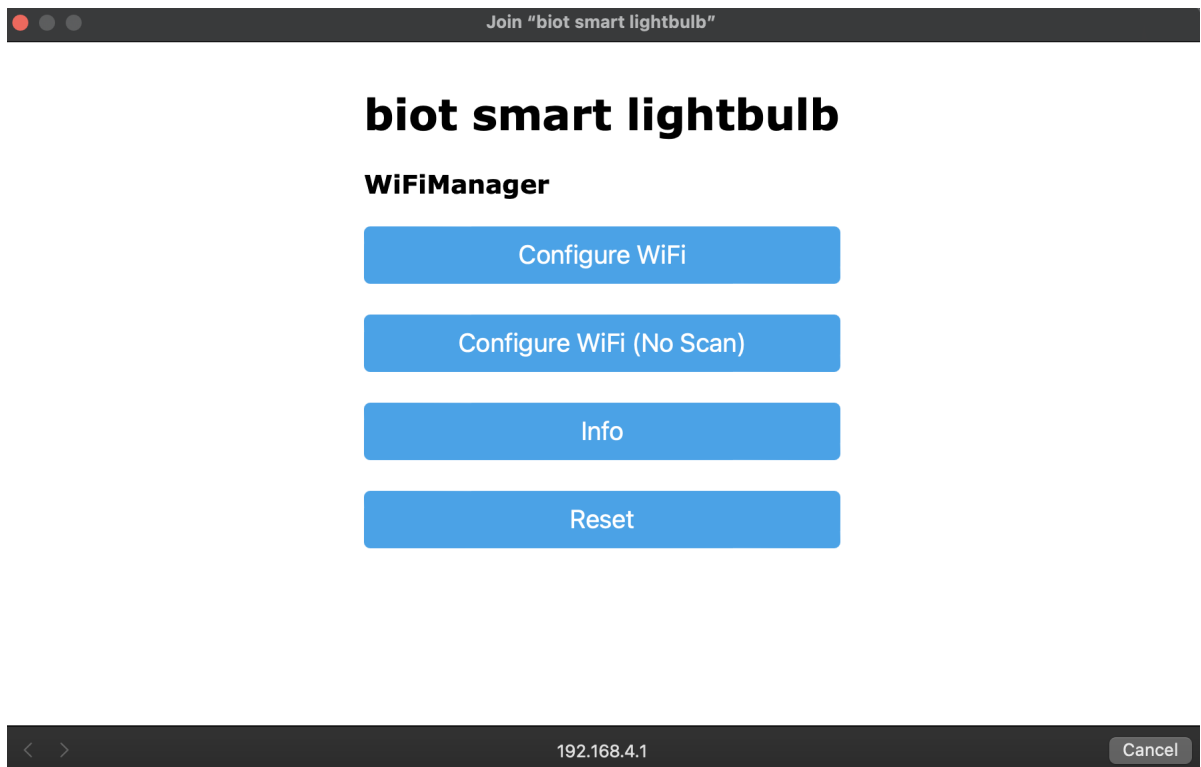 Join “biot smart lightbulb”
biot smart lightbulb
WiFiManager
Configure WiFi
Configure WiFi (No Scan)
Info
Reset
192.168.4.1
Cancel